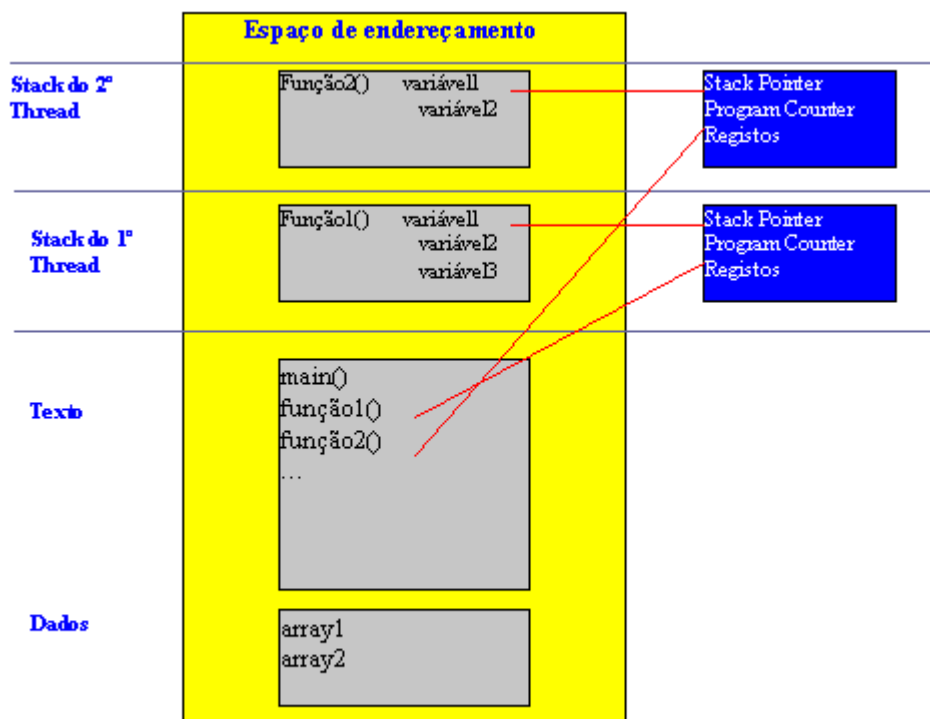 Espaço de endereçamento
Stack do 2º
Thread
Função2() variável1
variável2
Stack Pointer
Program Counter
Registos
Stack do 1º
Thread
Função1() variável1
variável2
variável3
Stack Pointer
Program Counter
Registos
Texto
main()
função1()
função2()
...
Dados
array1
array2